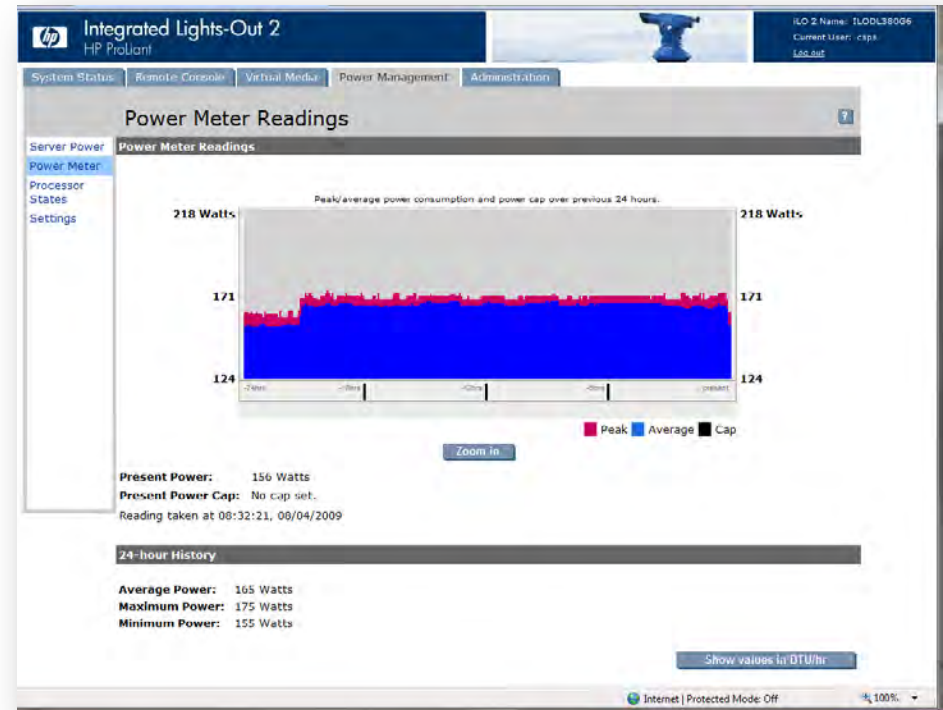 hp
Integrated Lights-Out 2
HP ProLiant
iLO 2 Name: ILODL380G6
Current User: csps
Log out
System Status Remote Console Virtual Media Power Management Administration
Power Meter Readings
?
Server Power
Power Meter
Processor States
Settings
Power Meter Readings
Peak/average power consumption and power cap over previous 24 hours.
218 Watts 218 Watts
171 171
124 124
present
Peak Average Cap
Zoom in
Present Power: 156 Watts
Present Power Cap: No cap set.
Reading taken at 08:32:21, 08/04/2009
24-hour History
Average Power: 165 Watts
Maximum Power: 175 Watts
Minimum Power: 155 Watts
Show values in BTU/hr
Internet | Protected Mode: Off 100%